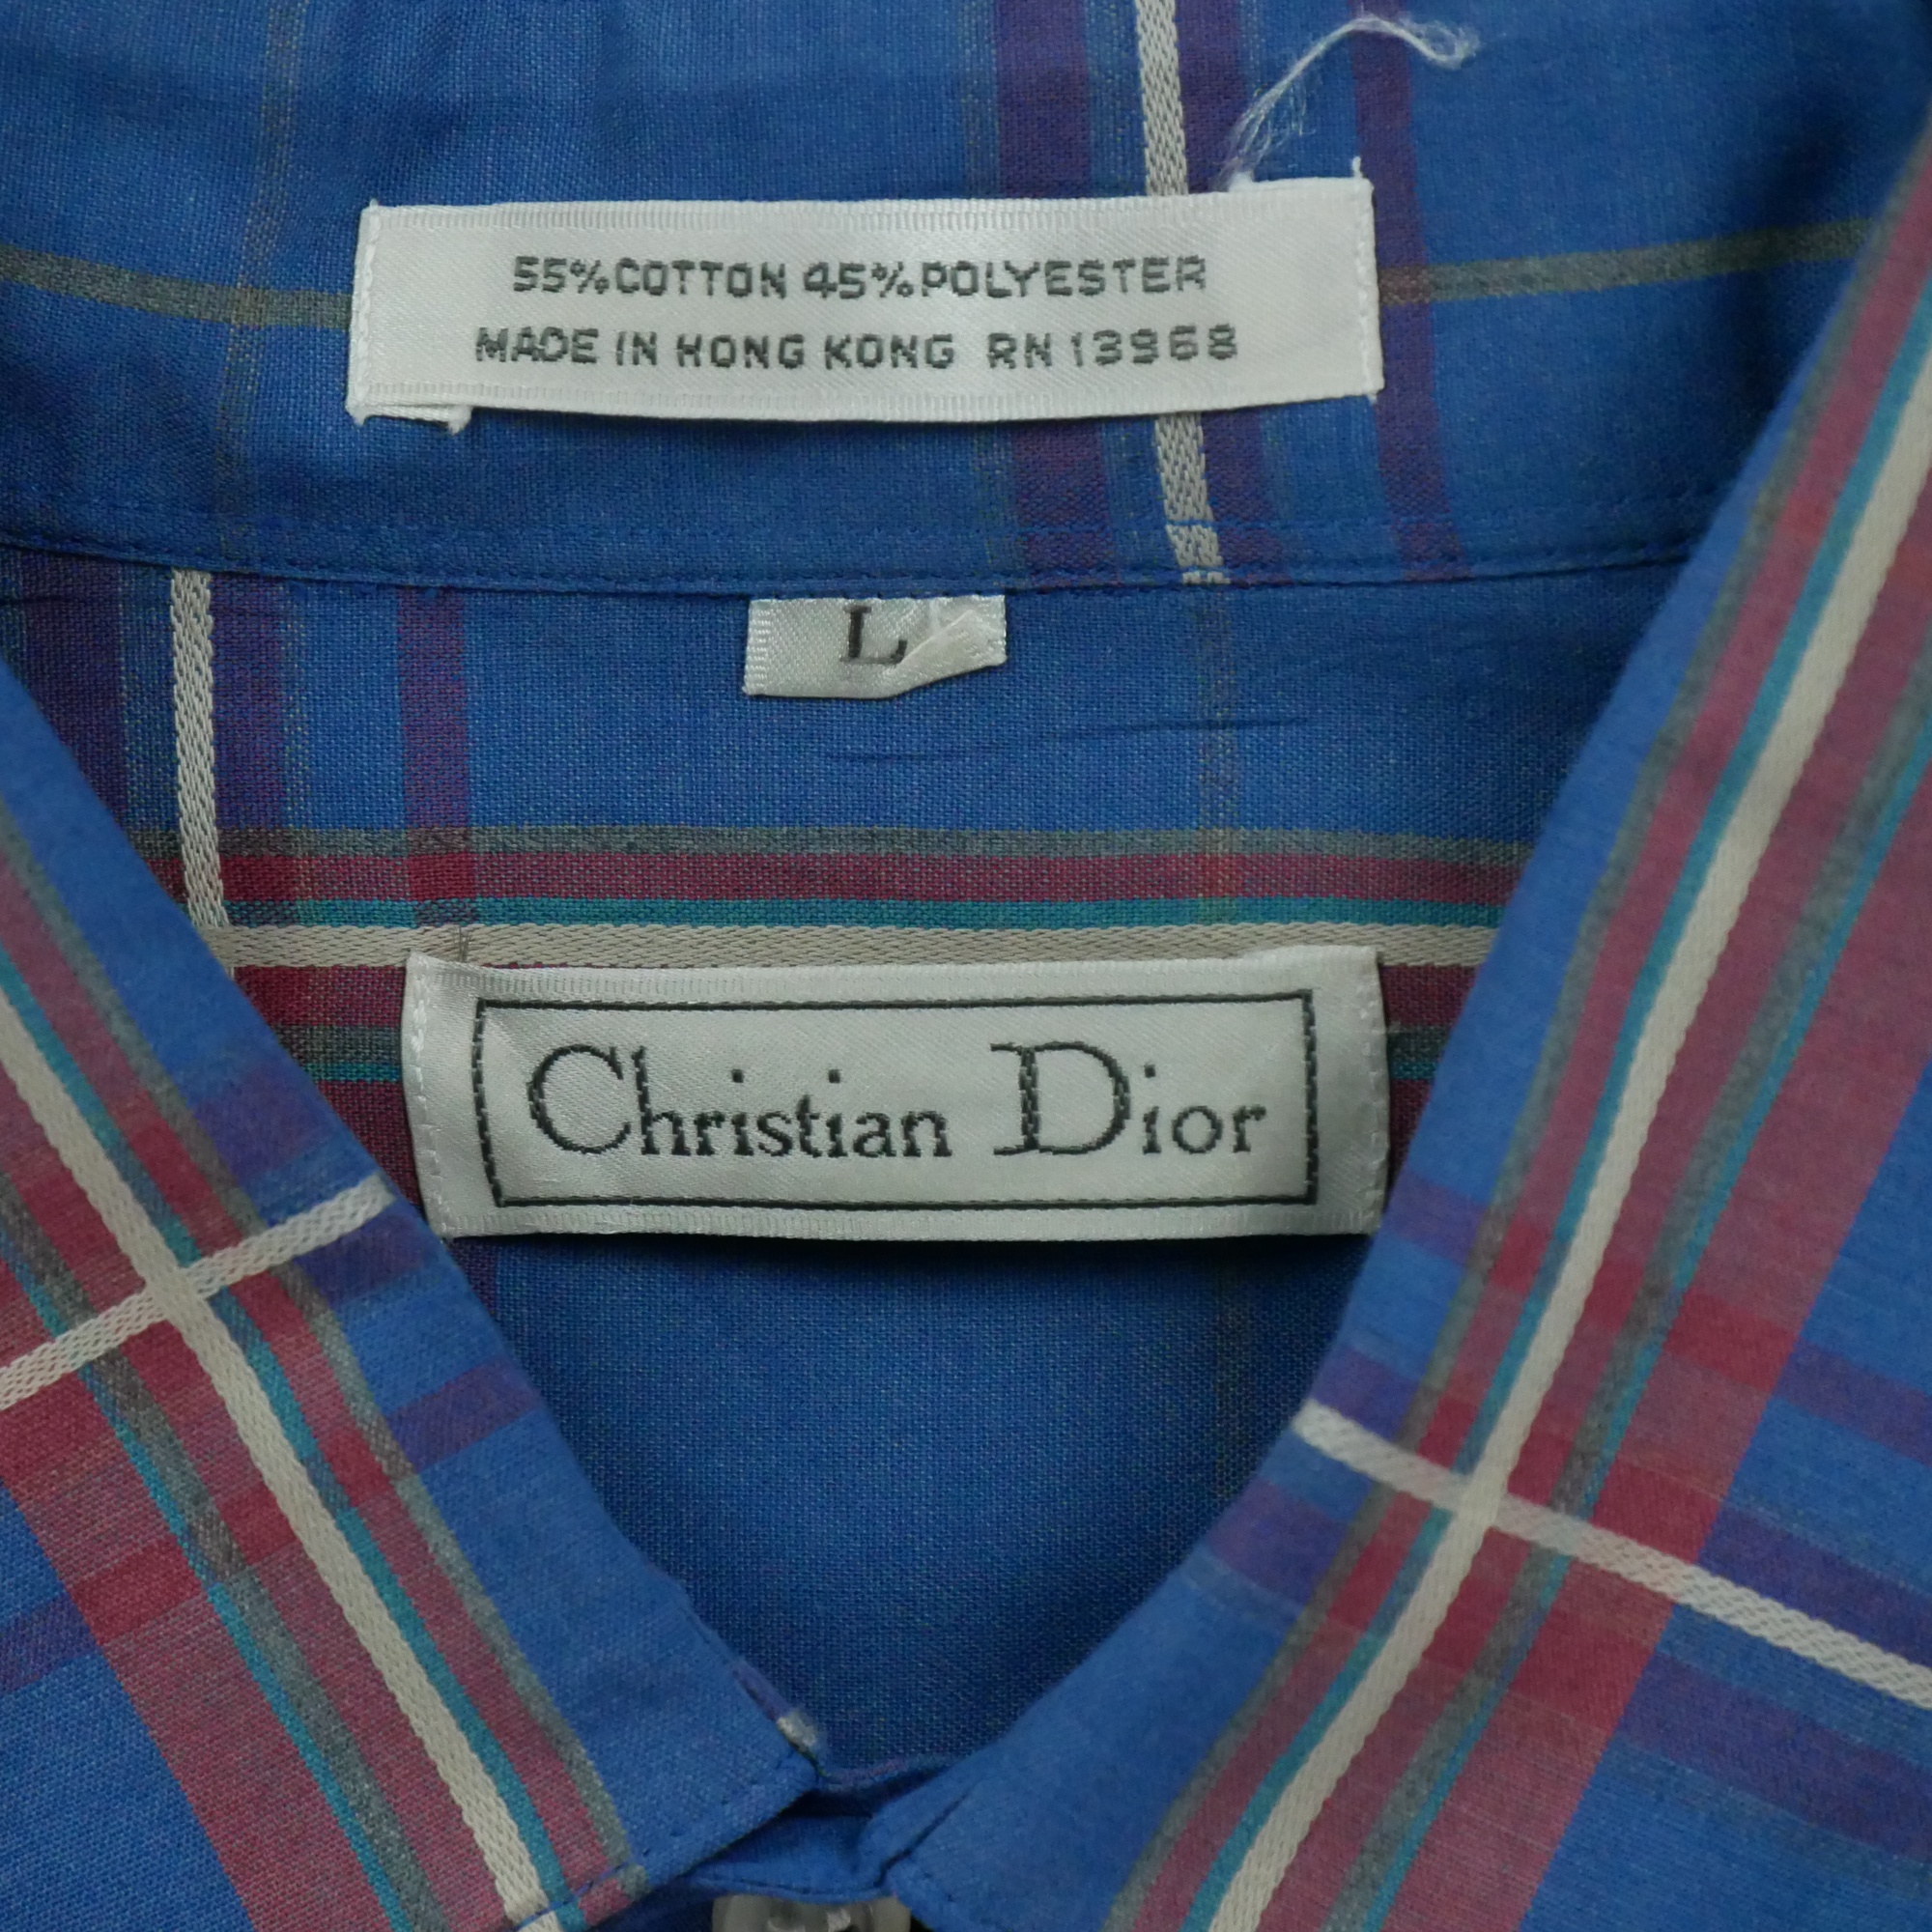 55% COTTON 45% POLYESTER
MADE IN HONG KONG RN 13968
L
Christian Dior